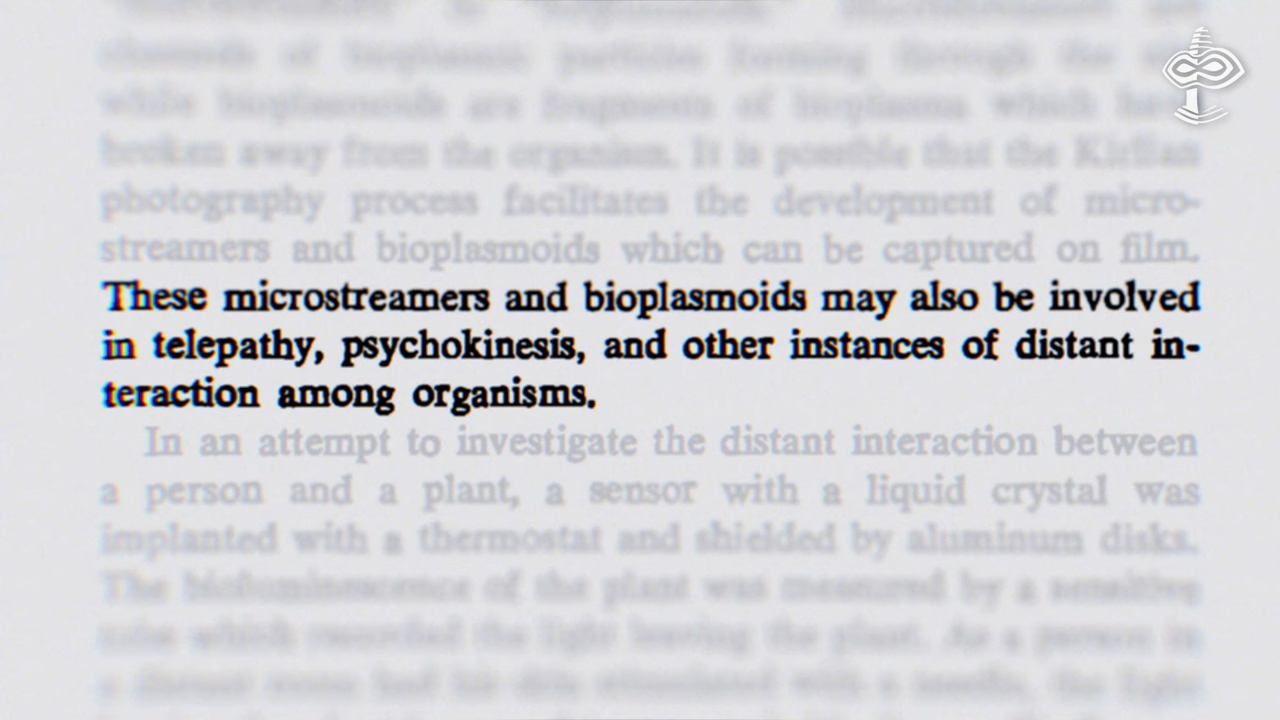 channels of bioplasmic particles forming through the
while bioplasmoids are fragments of bioplasma which have
broken away from the organism. It is possible that the Kirlian
photography process facilitates the development of micro-
streamers and bioplasmoids which can be captured on film.
These microstreamers and bioplasmoids may also be involved
in telepathy, psychokinesis, and other instances of distant in-
teraction among organisms.
In an attempt to investigate the distant interaction between
a person and a plant, a sensor with a liquid crystal was
implanted with a thermostat and shielded by aluminum disks.
The bioluminescence of the plant was measured by a sensitive
tube which recorded the light leaving the plant. As a person in
a distant room had his skin stimulated with a needle, the light